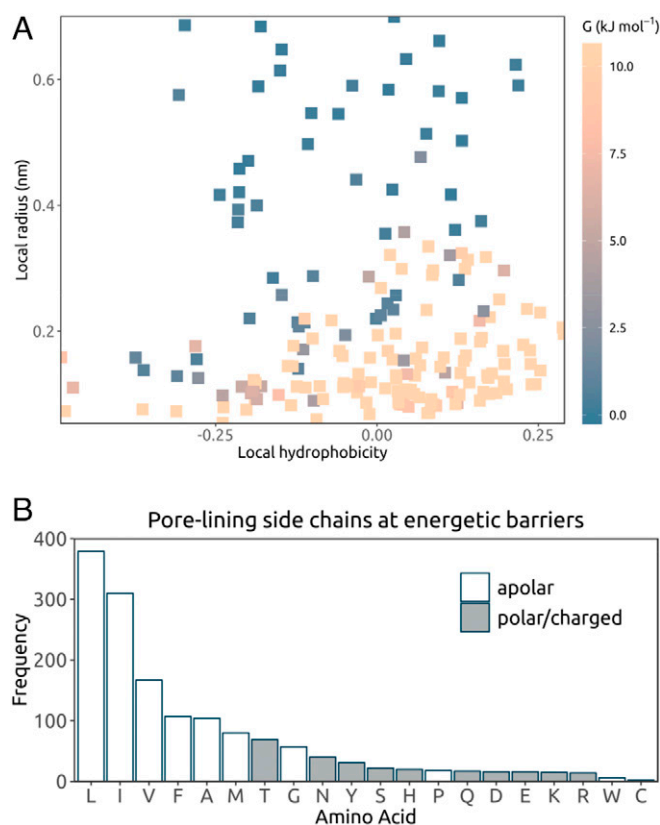 A
G (kJ mol⁻¹)
10.0
7.5
5.0
2.5
0.0
Local radius (nm)
0.6
0.4
0.2
-0.25 0.00 0.25
Local hydrophobicity
B
Pore-lining side chains at energetic barriers
apolar
polar/charged
Frequency
400
300
200
100
0
L I V F A M T G N Y S H P Q D E K R W C
Amino Acid